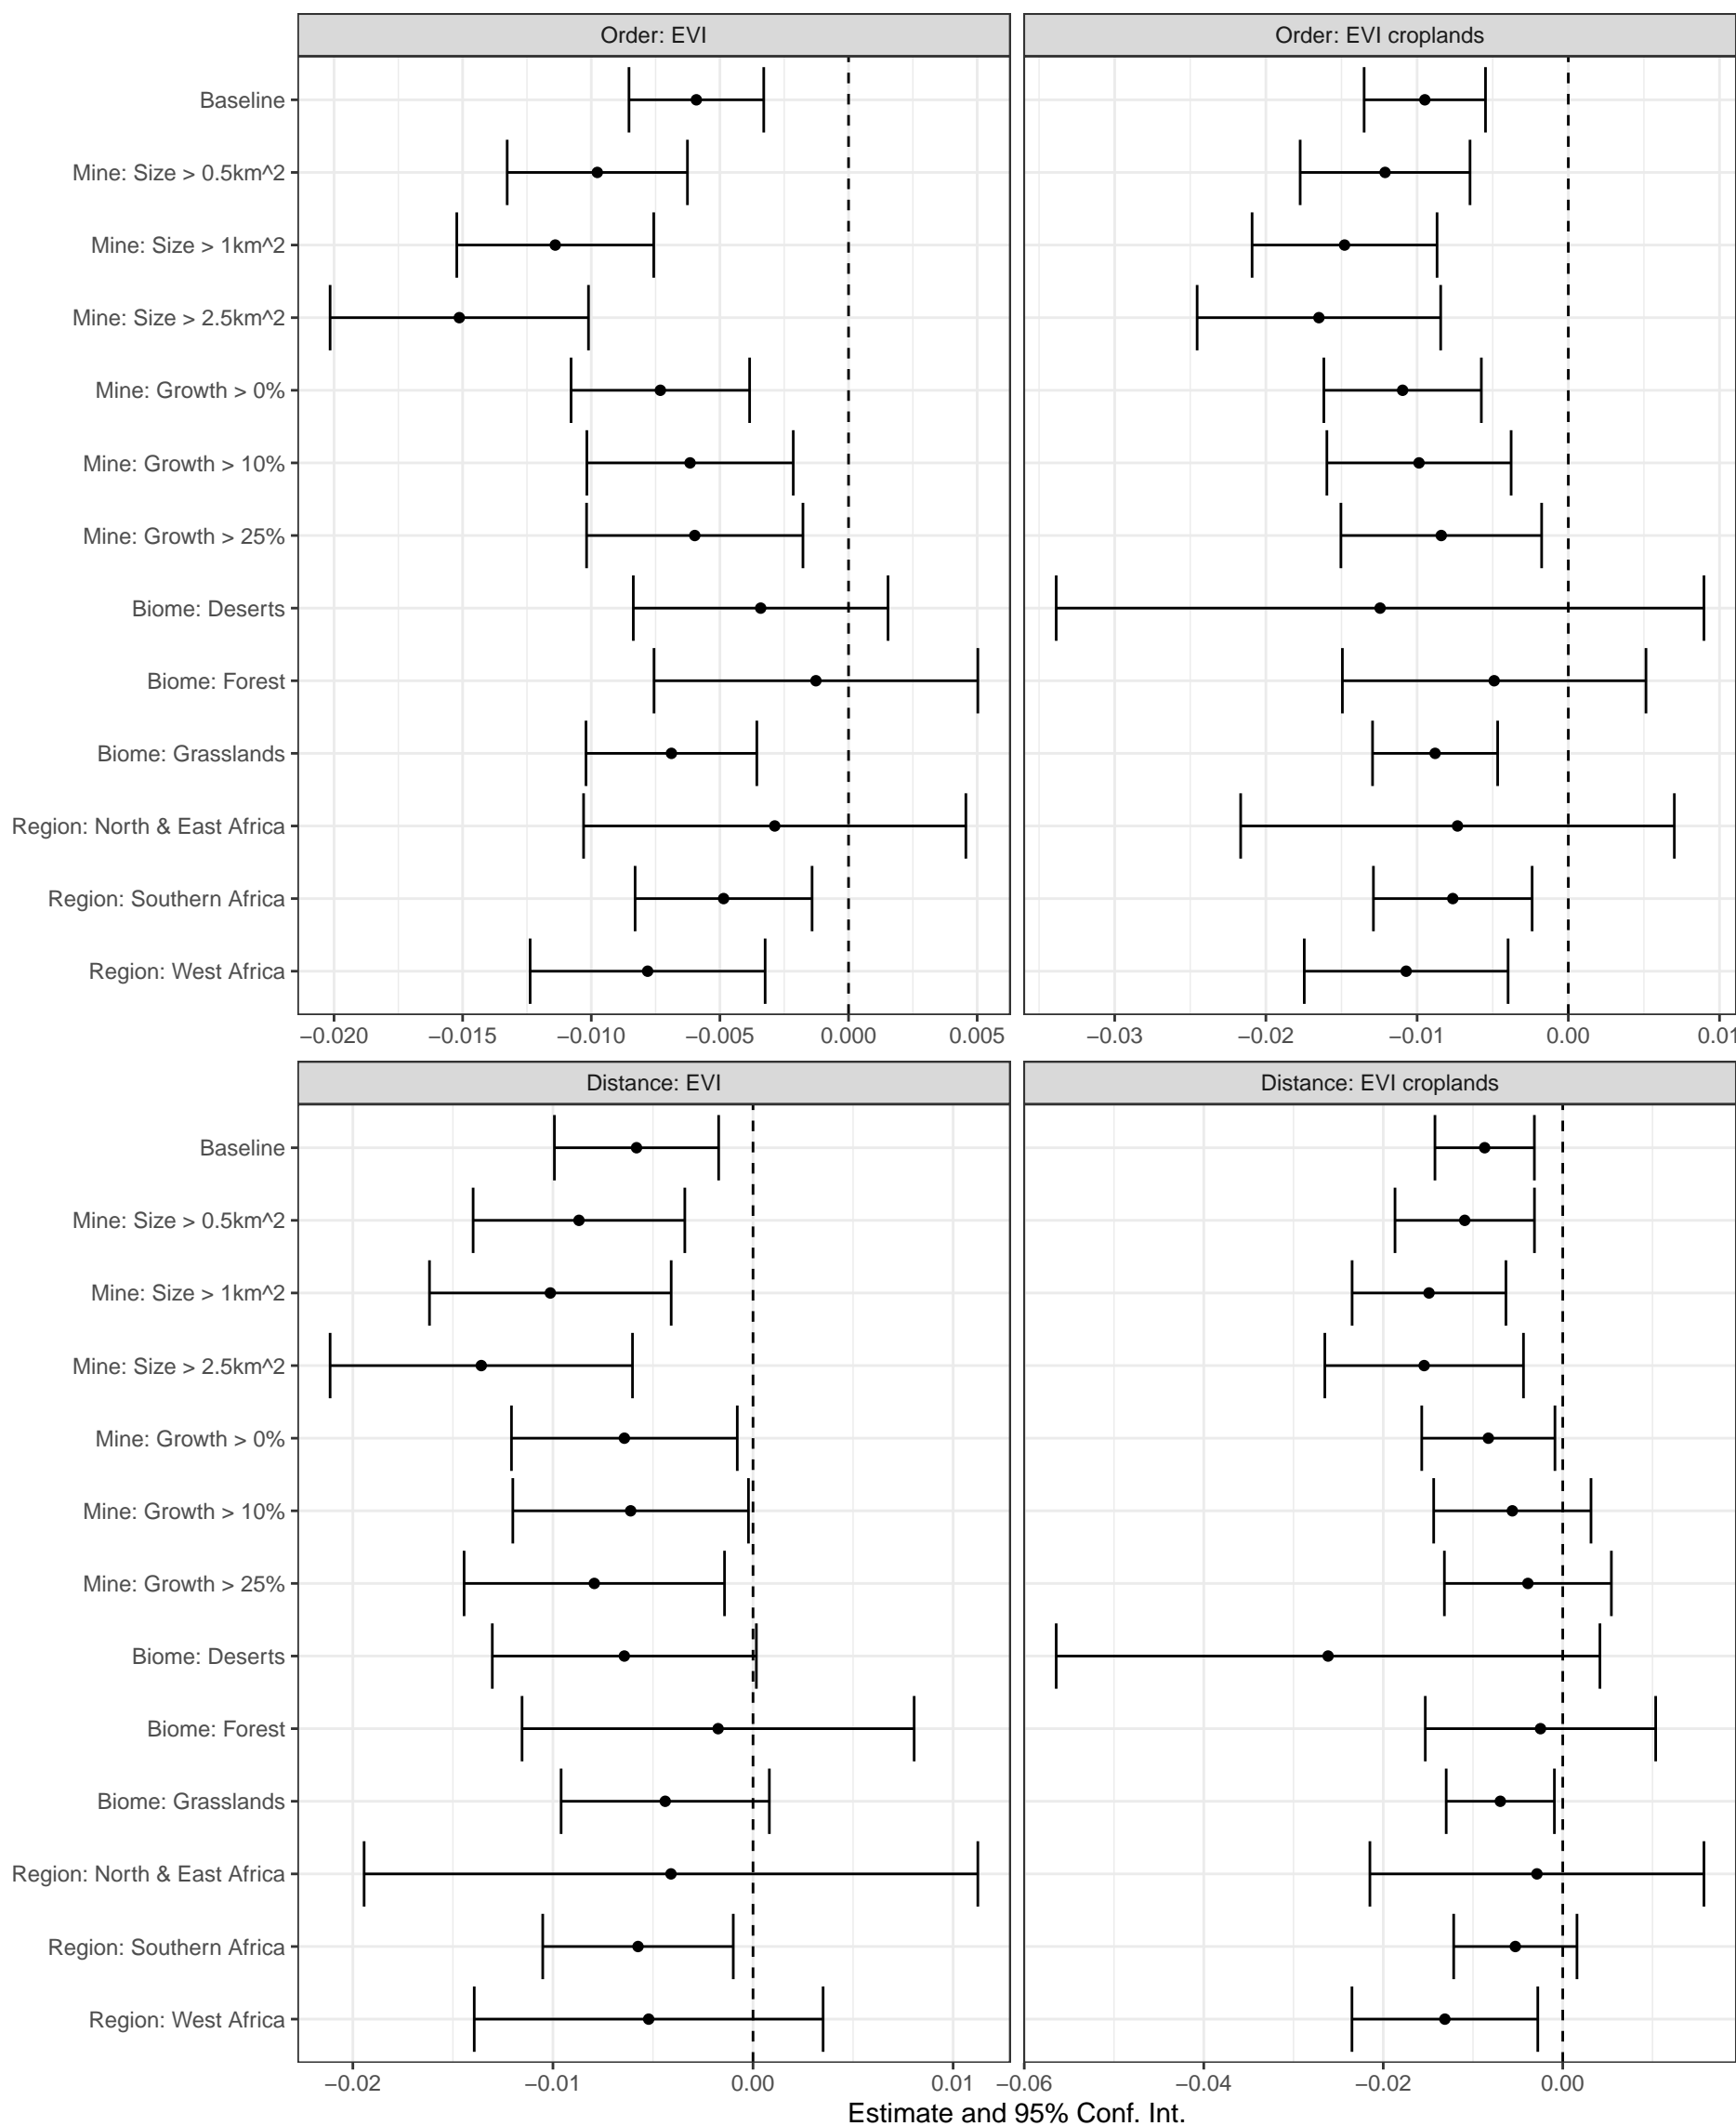 Order: EVI
Order: EVI croplands
Baseline
Mine: Size > 0.5km^2
Mine: Size > 1km^2
Mine: Size > 2.5km^2
Mine: Growth > 0%
Mine: Growth > 10%
Mine: Growth > 25%
Biome: Deserts
Biome: Forest
Biome: Grasslands
Region: North & East Africa
Region: Southern Africa
Region: West Africa
−0.020 −0.015 −0.010 −0.005 0.000 0.005
−0.03 −0.02 −0.01 0.00 0.01
Distance: EVI
Distance: EVI croplands
Baseline
Mine: Size > 0.5km^2
Mine: Size > 1km^2
Mine: Size > 2.5km^2
Mine: Growth > 0%
Mine: Growth > 10%
Mine: Growth > 25%
Biome: Deserts
Biome: Forest
Biome: Grasslands
Region: North & East Africa
Region: Southern Africa
Region: West Africa
−0.02 −0.01 0.00 0.01
−0.06 −0.04 −0.02 0.00
Estimate and 95% Conf. Int.